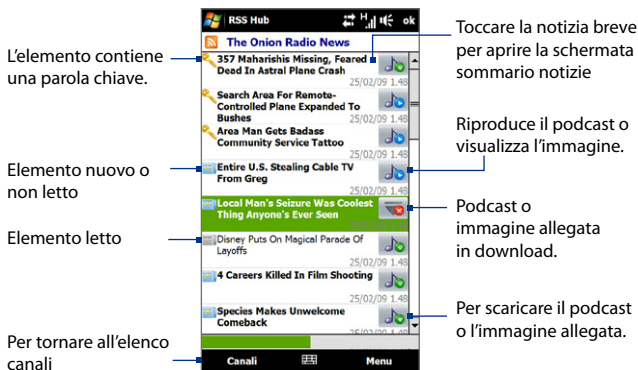 L'elemento contiene
una parola chiave.
Elemento nuovo o
non letto
Elemento letto
Per tornare all'elenco
canali
RSS Hub
H
ok
The Onion Radio News
357 Maharishis Missing, Feared
Dead In Astral Plane Crash
25/02/09 1.48
Search Area For Remote-
Controlled Plane Expanded To
Bushes
25/02/09 1.48
Area Man Gets Badass
Community Service Tattoo
25/02/09 1.48
Entire U.S. Stealing Cable TV
From Greg
25/02/09 1.48
Local Man's Seizure Was Coolest
Thing Anyone's Ever Seen
Disney Puts On Magical Parade Of
Layoffs
25/02/09 1.48
4 Careers Killed In Film Shooting
25/02/09 1.48
Species Makes Unwelcome
Comeback
25/02/09 1.48
Canali
Menu
Toccare la notizia breve
per aprire la schermata
sommario notizie
Riproduce il podcast o
visualizza l'immagine.
Podcast o
immagine allegata
in download.
Per scaricare il podcast
o l'immagine allegata.